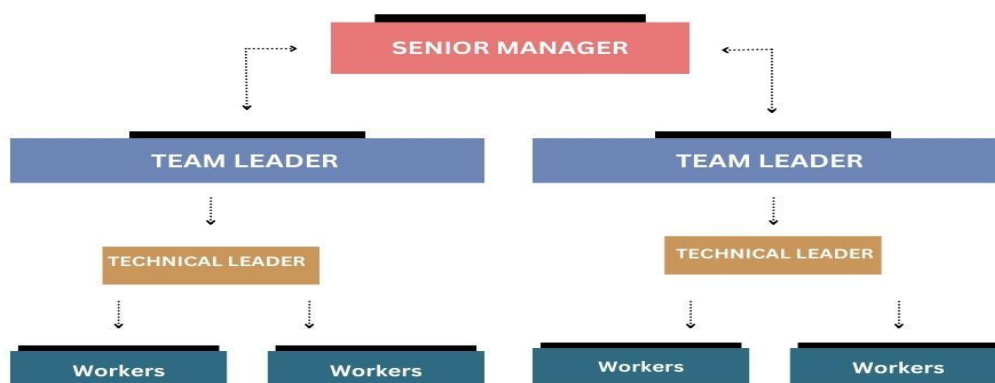 SENIOR MANAGER
TEAM LEADER
TEAM LEADER
TECHNICAL LEADER
TECHNICAL LEADER
Workers
Workers
Workers
Workers